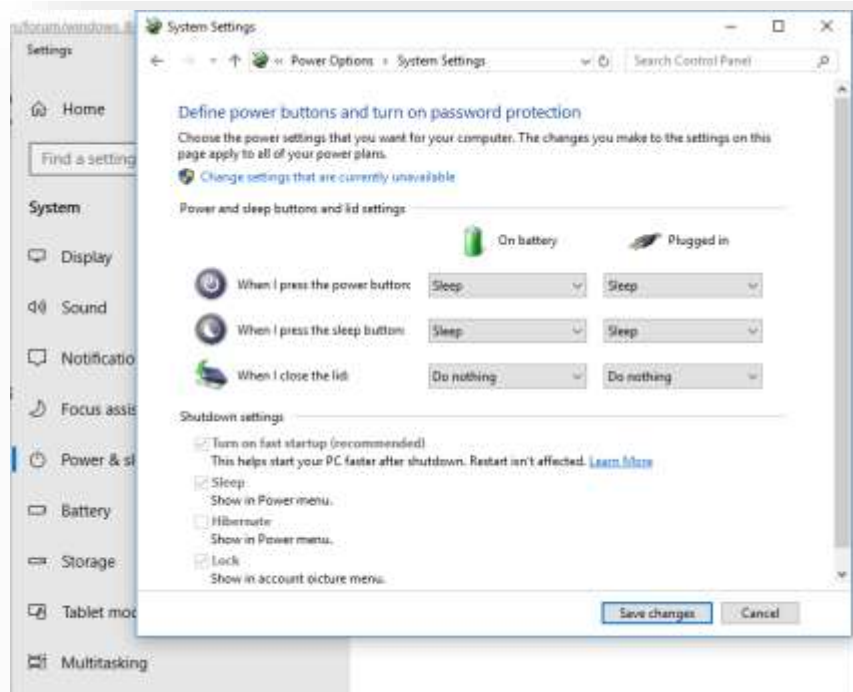 u/forum/windows_8
Settings
Home
Find a setting
System
Display
Sound
Notificatio
Focus assis
Power & sl
Battery
Storage
Tablet mod
Multitasking
System Settings
« Power Options › System Settings
Search Control Panel
Define power buttons and turn on password protection
Choose the power settings that you want for your computer. The changes you make to the settings on this
page apply to all of your power plans.
Change settings that are currently unavailable
Power and sleep buttons and lid settings
On battery Plugged in
When I press the power button: Sleep Sleep
When I press the sleep button: Sleep Sleep
When I close the lid: Do nothing Do nothing
Shutdown settings
Turn on fast startup (recommended)
This helps start your PC faster after shutdown. Restart isn't affected. Learn More
Sleep
Show in Power menu.
Hibernate
Show in Power menu.
Lock
Show in account picture menu.
Save changes Cancel